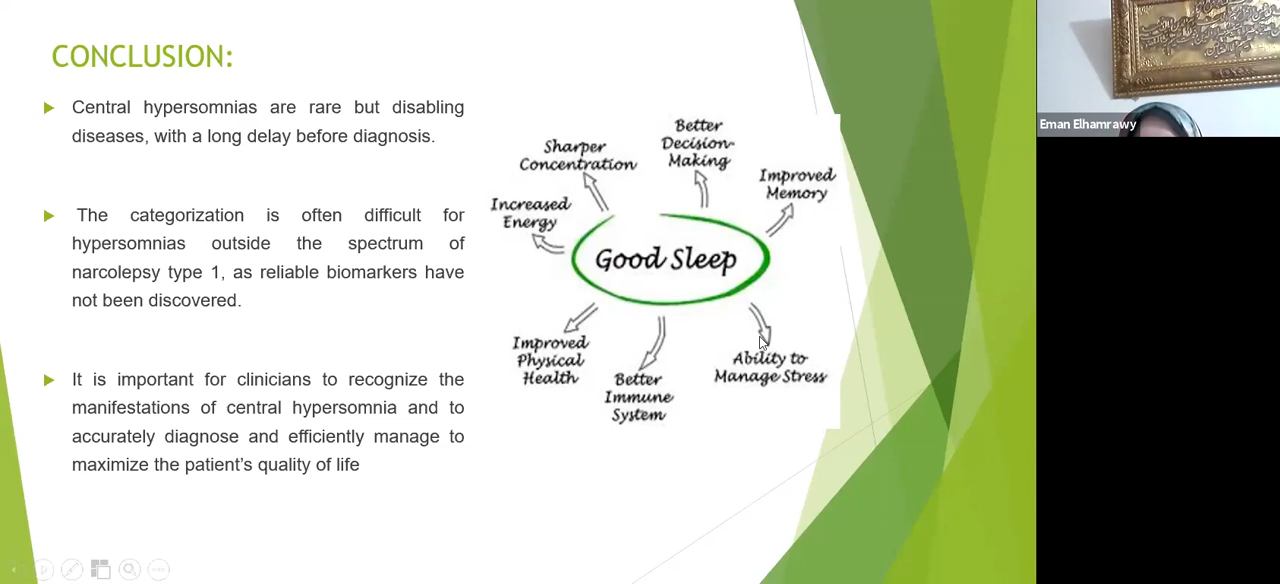 CONCLUSION:
Central hypersomnias are rare but disabling
diseases, with a long delay before diagnosis.
The categorization is often difficult for
hypersomnias outside the spectrum of
narcolepsy type 1, as reliable biomarkers have
not been discovered.
It is important for clinicians to recognize the
manifestations of central hypersomnia and to
accurately diagnose and efficiently manage to
maximize the patient's quality of life
Sharper
Concentration
Better
Decision-
Making
Improved
Memory
Increased
Energy
Good Sleep
Improved
Physical
Health
Better
Immune
System
Ability to
Manage Stress
Eman Elhamrawy